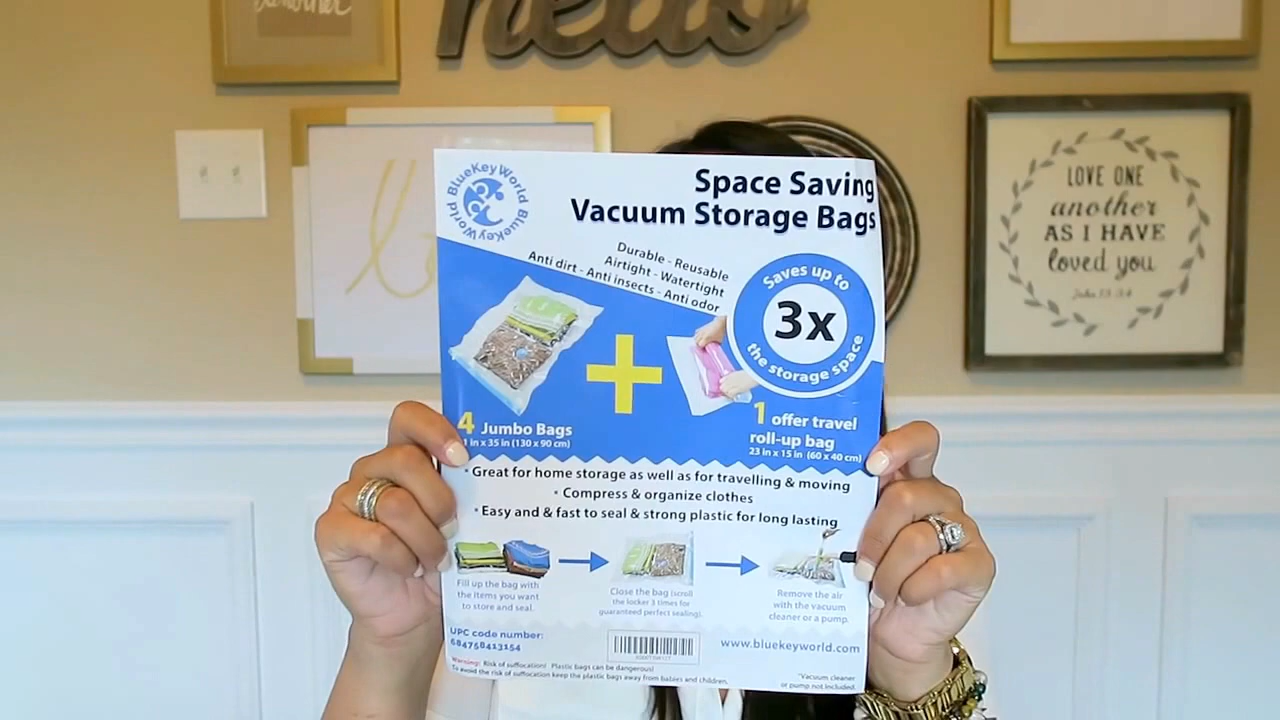 hello
LOVE ONE
another
AS I HAVE
loved you
BlueKeyWorld BlueKeyWorld
Space Saving
Vacuum Storage Bags
Durable - Reusable
Airtight - Watertight
Anti dirt - Anti insects - Anti odor
Saves up to
3x
the storage space
4 Jumbo Bags
in x 35 in (130 x 90 cm)
1 offer travel
roll-up bag
23 in x 15 in (60 x 40 cm)
• Great for home storage as well as for travelling & moving
• Compress & organize clothes
• Easy and & fast to seal & strong plastic for long lasting
Fill up the bag with
the items you want
to store and seal.
Close the bag (scroll
the locker 3 times for
guaranteed perfect sealing).
Remove the air
with the vacuum
cleaner or a pump.
UPC code number:
684758413154
www.bluekeyworld.com
Warning: Risk of suffocation! Plastic bags can be dangerous!
To avoid the risk of suffocation keep the plastic bags away from babies and children.
*Vacuum cleaner
or pump not included.